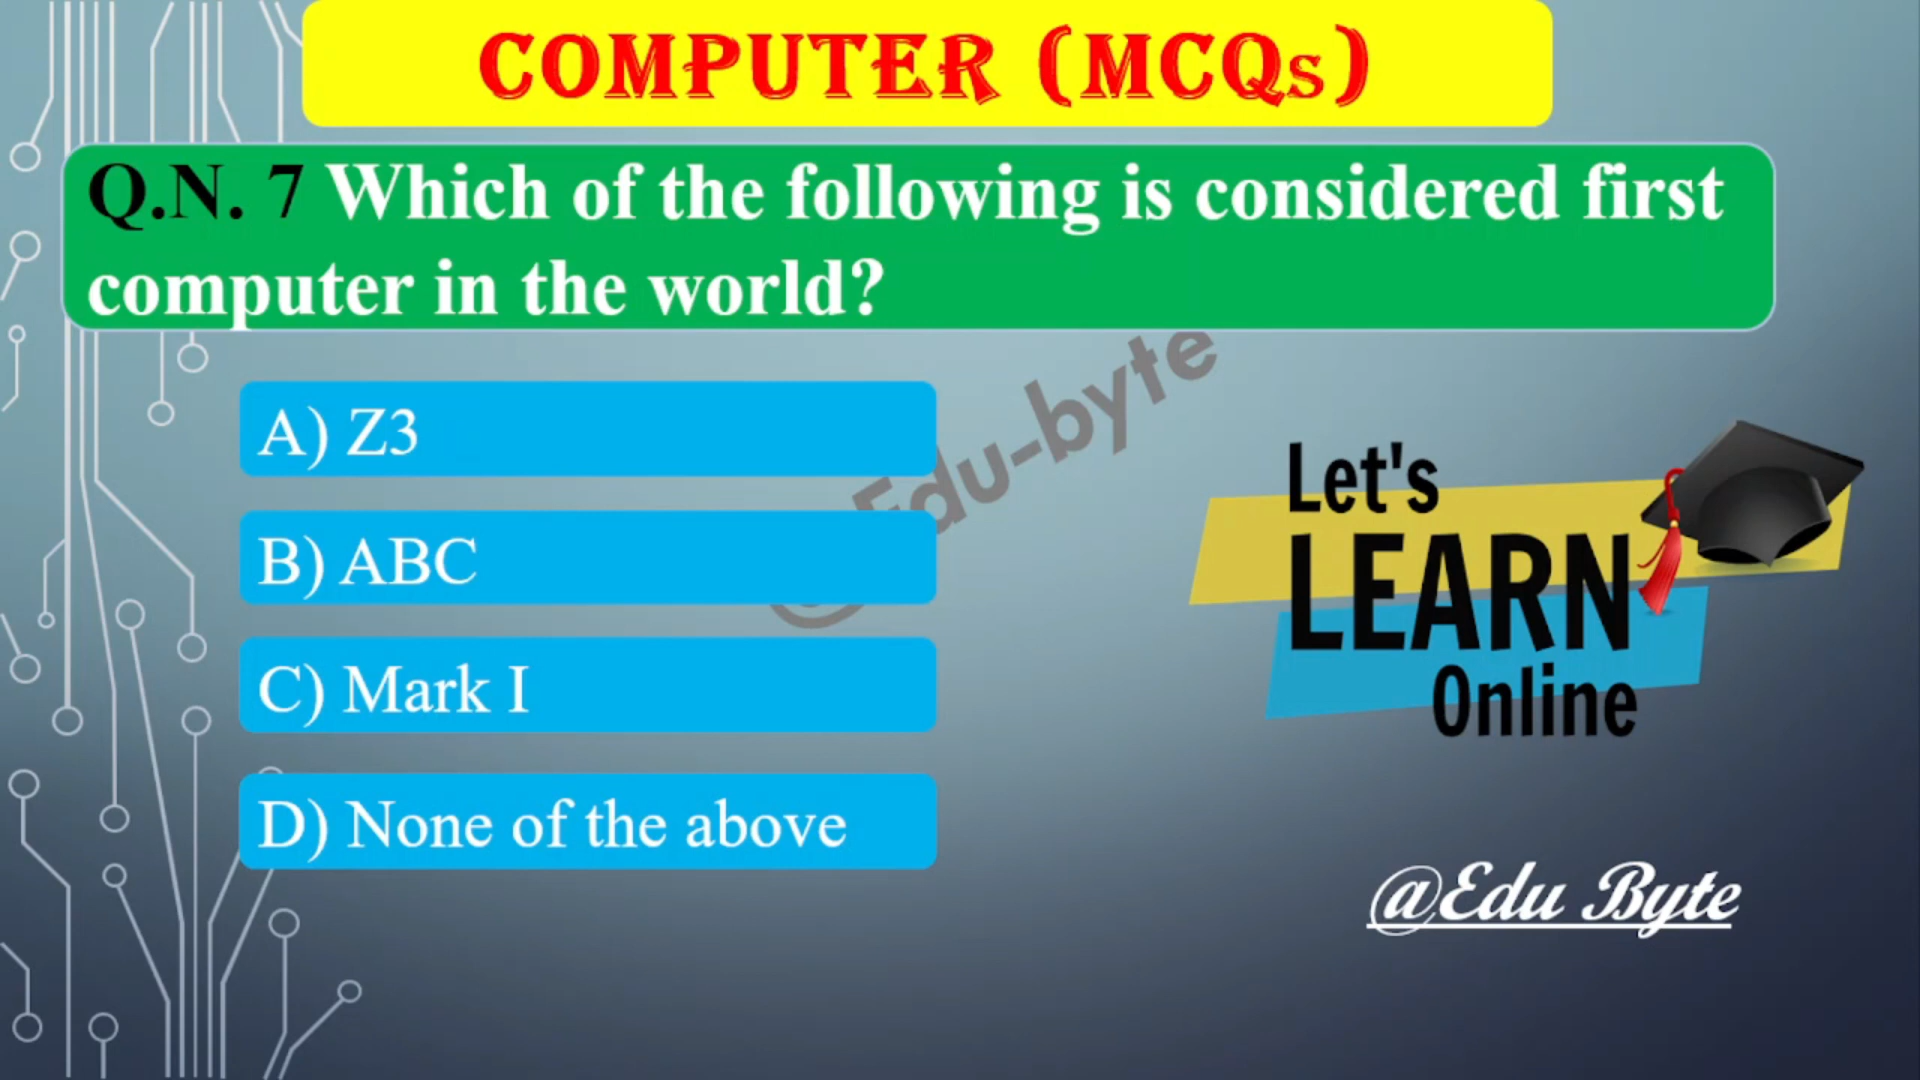 COMPUTER (MCQs)
Q.N. 7 Which of the following is considered first
computer in the world?
A) Z3
B) ABC
C) Mark I
D) None of the above
@Edu-byte
Let's
LEARN
Online
@Edu Byte